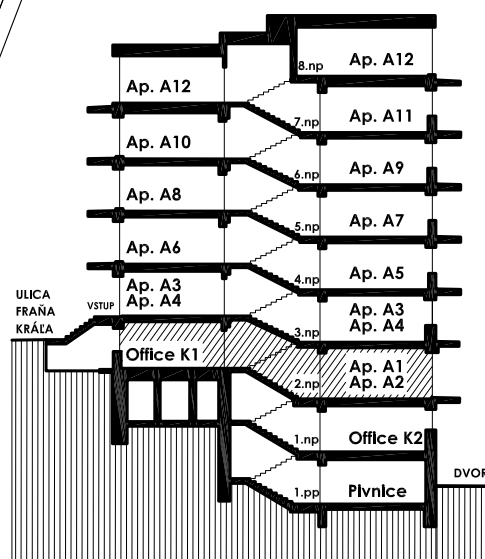 8.np Ap. A12
Ap. A12
7.np Ap. A11
Ap. A10
6.np Ap. A9
Ap. A8
5.np Ap. A7
Ap. A6
4.np Ap. A5
ULICA
FRAŇA
KRÁĽA
VSTUP
Ap. A3
Ap. A4
3.np
Ap. A3
Ap. A4
Office K1
2.np
Ap. A1
Ap. A2
1.np Office K2
1.pp Pivnice
DVOR